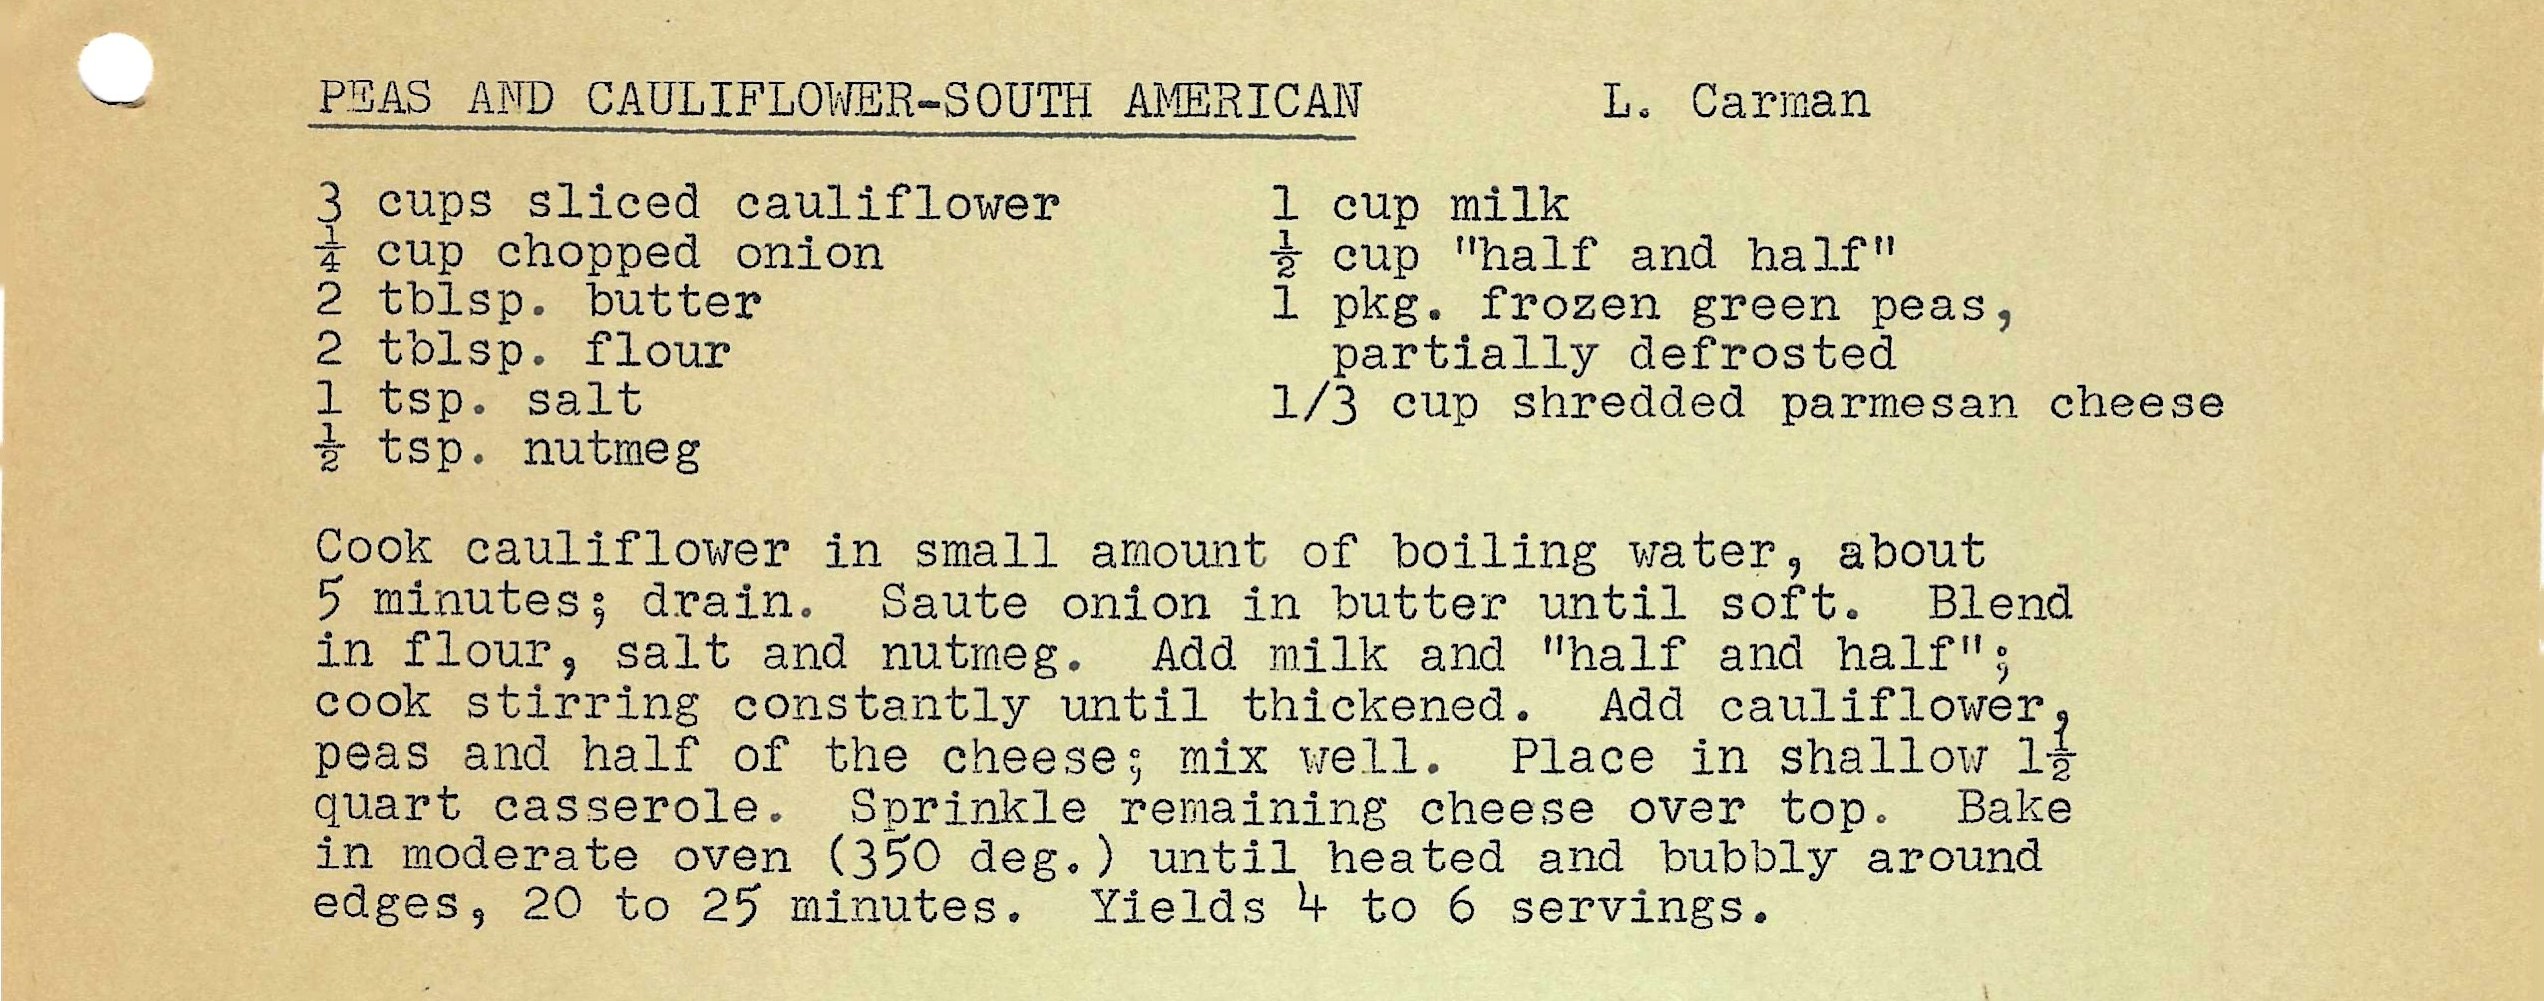 PEAS AND CAULIFLOWER-SOUTH AMERICAN L. Carman
3 cups sliced cauliflower
¼ cup chopped onion
2 tblsp. butter
2 tblsp. flour
1 tsp. salt
½ tsp. nutmeg
1 cup milk
½ cup "half and half"
1 pkg. frozen green peas,
partially defrosted
1/3 cup shredded parmesan cheese
Cook cauliflower in small amount of boiling water, about
5 minutes; drain. Saute onion in butter until soft. Blend
in flour, salt and nutmeg. Add milk and "half and half";
cook stirring constantly until thickened. Add cauliflower,
peas and half of the cheese; mix well. Place in shallow 1½
quart casserole. Sprinkle remaining cheese over top. Bake
in moderate oven (350 deg.) until heated and bubbly around
edges, 20 to 25 minutes. Yields 4 to 6 servings.